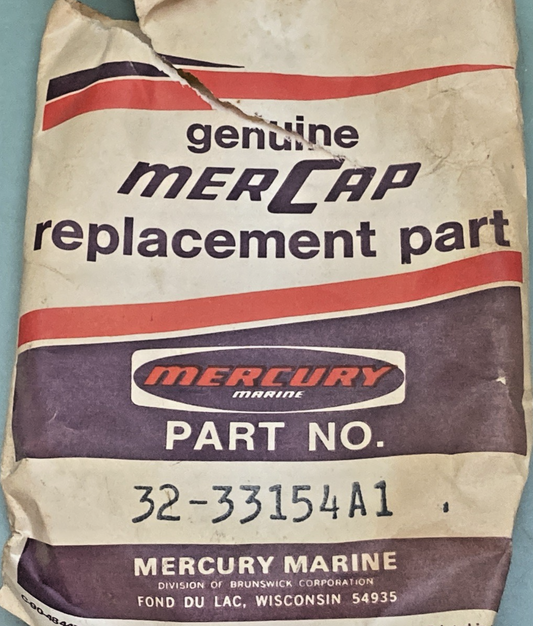 genuine
MERCAP
replacement part
MERCURY
MARINE
PART NO.
32-33154A1
MERCURY MARINE
DIVISION OF BRUNSWICK CORPORATION
FOND DU LAC, WISCONSIN 54935